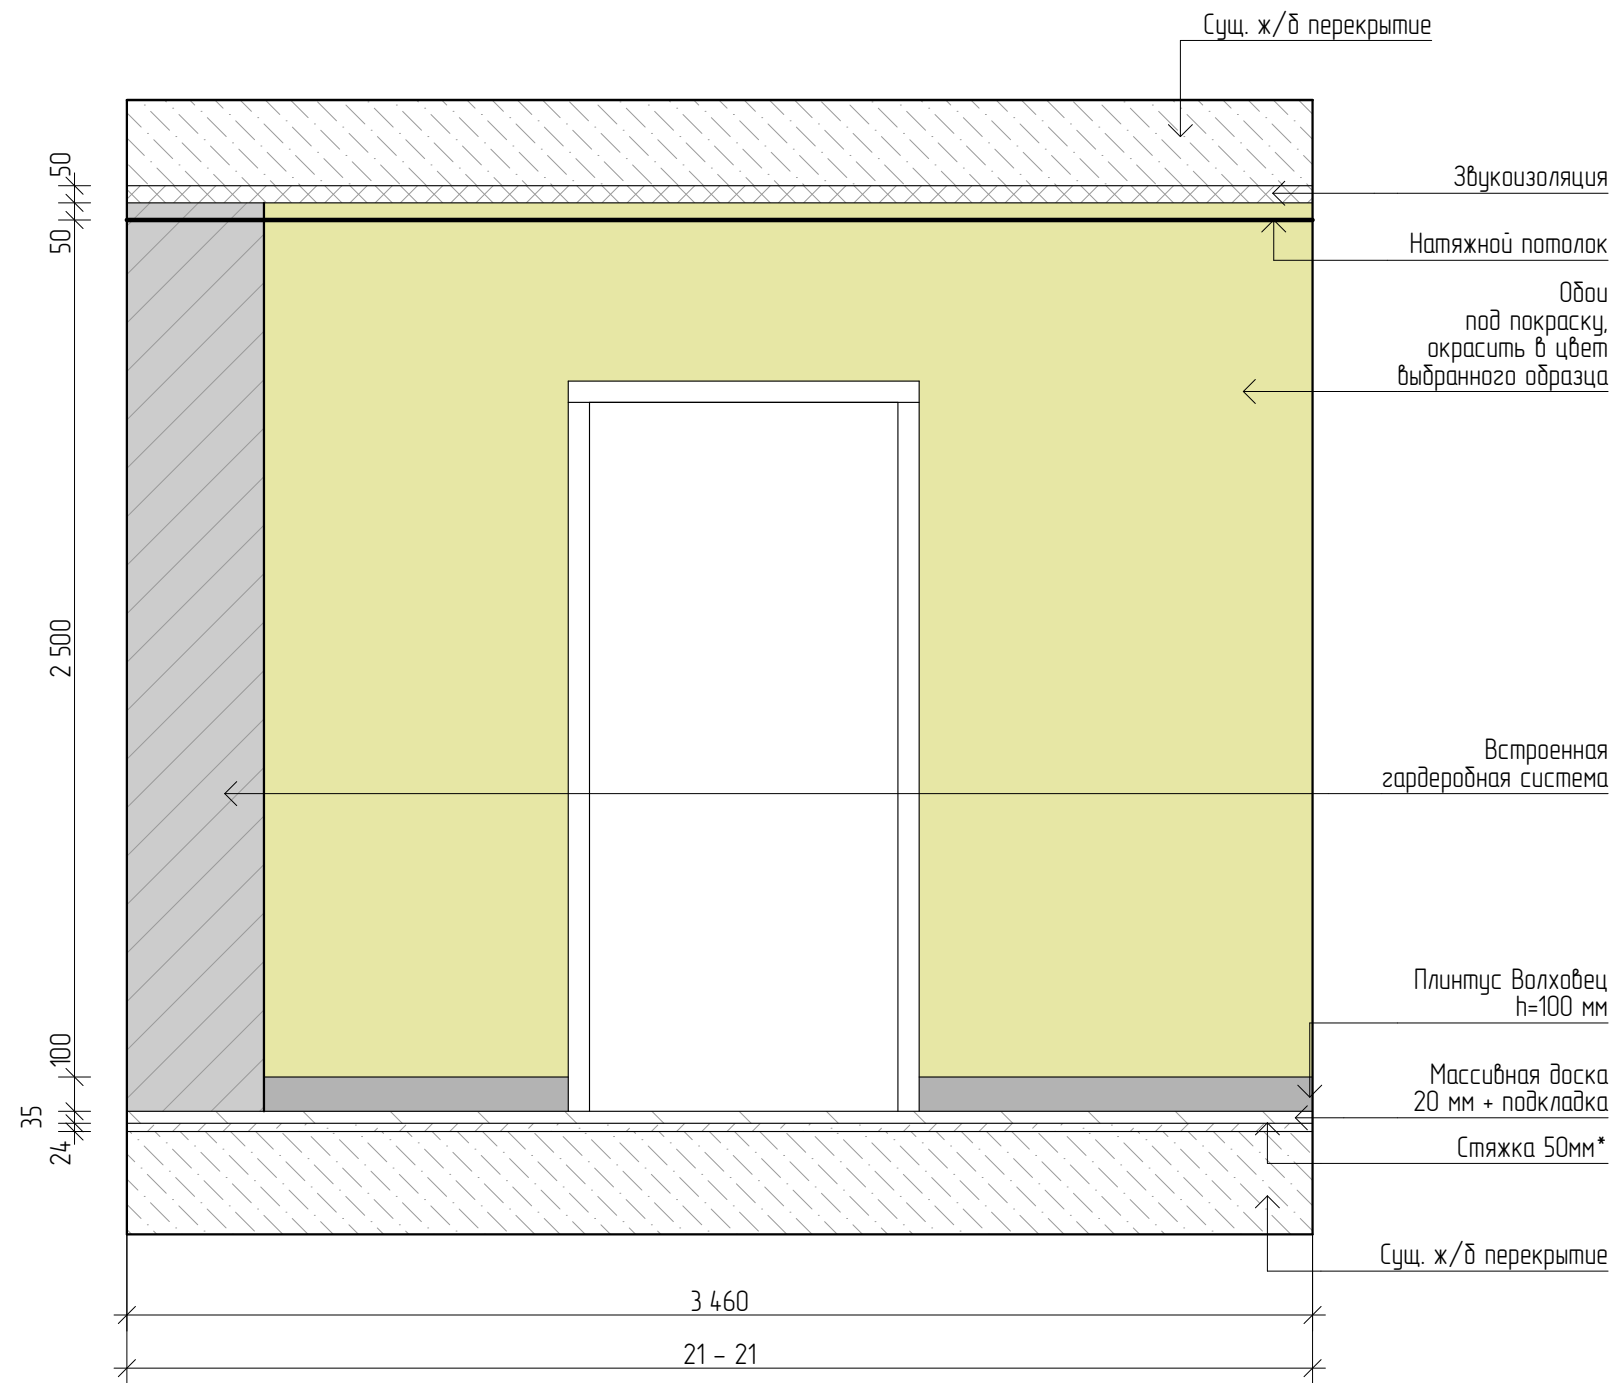 Сущ. ж/б перекрытие
50
Звукоизоляция
50
Натяжной потолок
Обои
под покраску,
окрасить в цвет
выбранного образца
2 500
Встроенная
гардеробная система
Плинтус Волховец
h=100 мм
100
Массивная доска
20 мм + подкладка
35
24
Стяжка 50мм*
Сущ. ж/б перекрытие
3 460
21 – 21